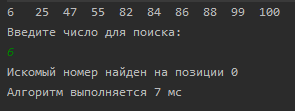 6 25 47 55 82 84 86 88 99 100
Введите число для поиска:
6
Искомый номер найден на позиции 0
Алгоритм выполняется 7 мс